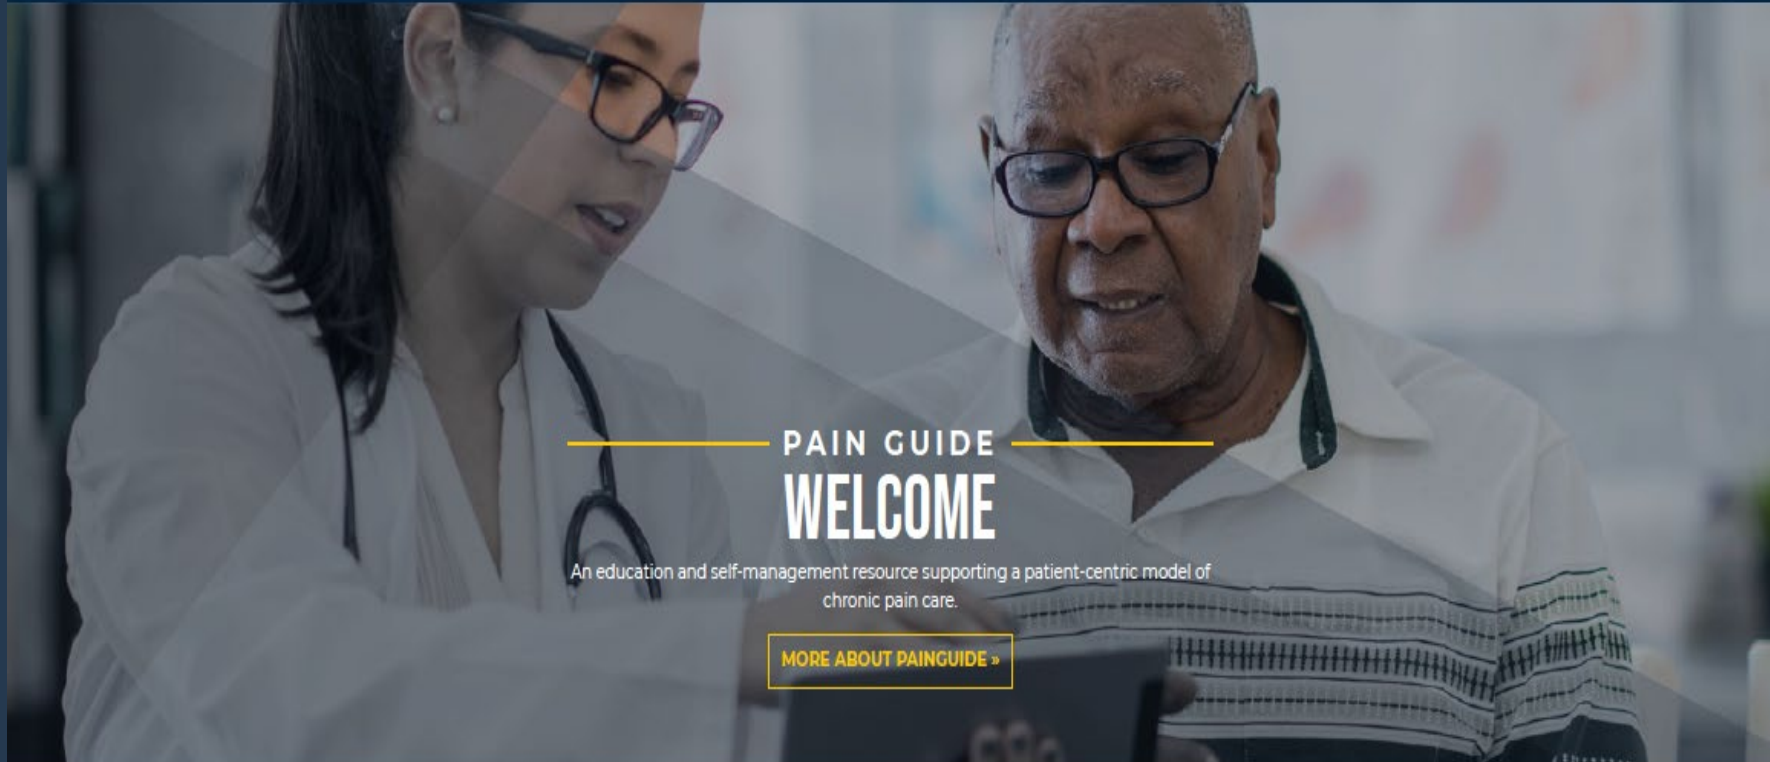 PAIN GUIDE
WELCOME
An education and self-management resource supporting a patient-centric model of
chronic pain care.
MORE ABOUT PAINGUIDE »